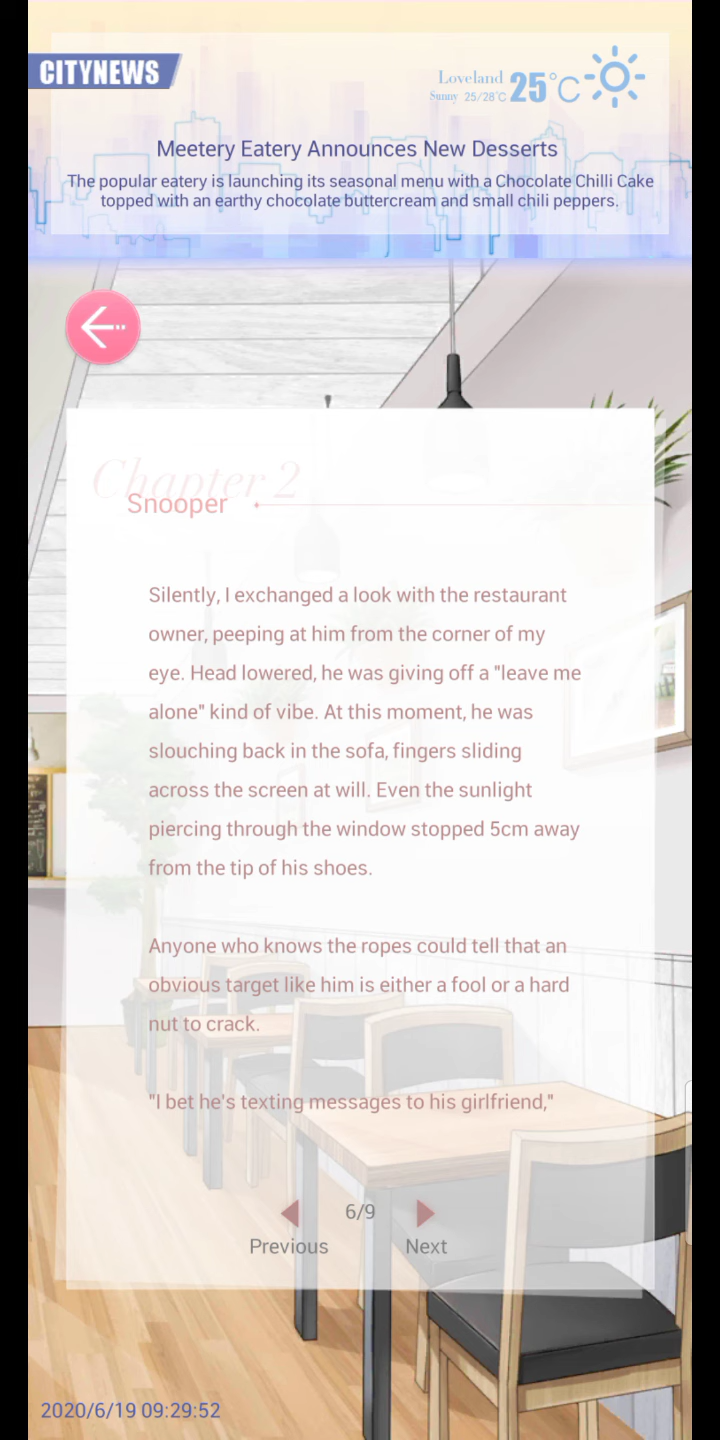 CITYNEWS
Loveland
Sunny 25/28°C
25°C
Meetery Eatery Announces New Desserts
The popular eatery is launching its seasonal menu with a Chocolate Chilli Cake
topped with an earthy chocolate buttercream and small chili peppers.
Chapter 2
Snooper
Silently, I exchanged a look with the restaurant
owner, peeping at him from the corner of my
eye. Head lowered, he was giving off a "leave me
alone" kind of vibe. At this moment, he was
slouching back in the sofa, fingers sliding
across the screen at will. Even the sunlight
piercing through the window stopped 5cm away
from the tip of his shoes.
Anyone who knows the ropes could tell that an
obvious target like him is either a fool or a hard
nut to crack.
"I bet he's texting messages to his girlfriend,"
6/9
Previous
Next
2020/6/19 09:29:52